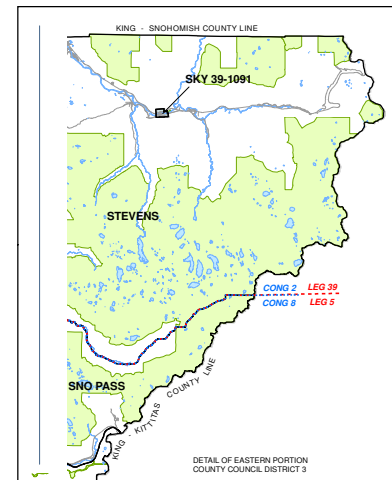 KING - SNOHOMISH COUNTY LINE
SKY 39-1091
STEVENS
CONG 2 LEG 39
CONG 8 LEG 5
SNO PASS
KING - KITTITAS COUNTY LINE
DETAIL OF EASTERN PORTION
COUNTY COUNCIL DISTRICT 3